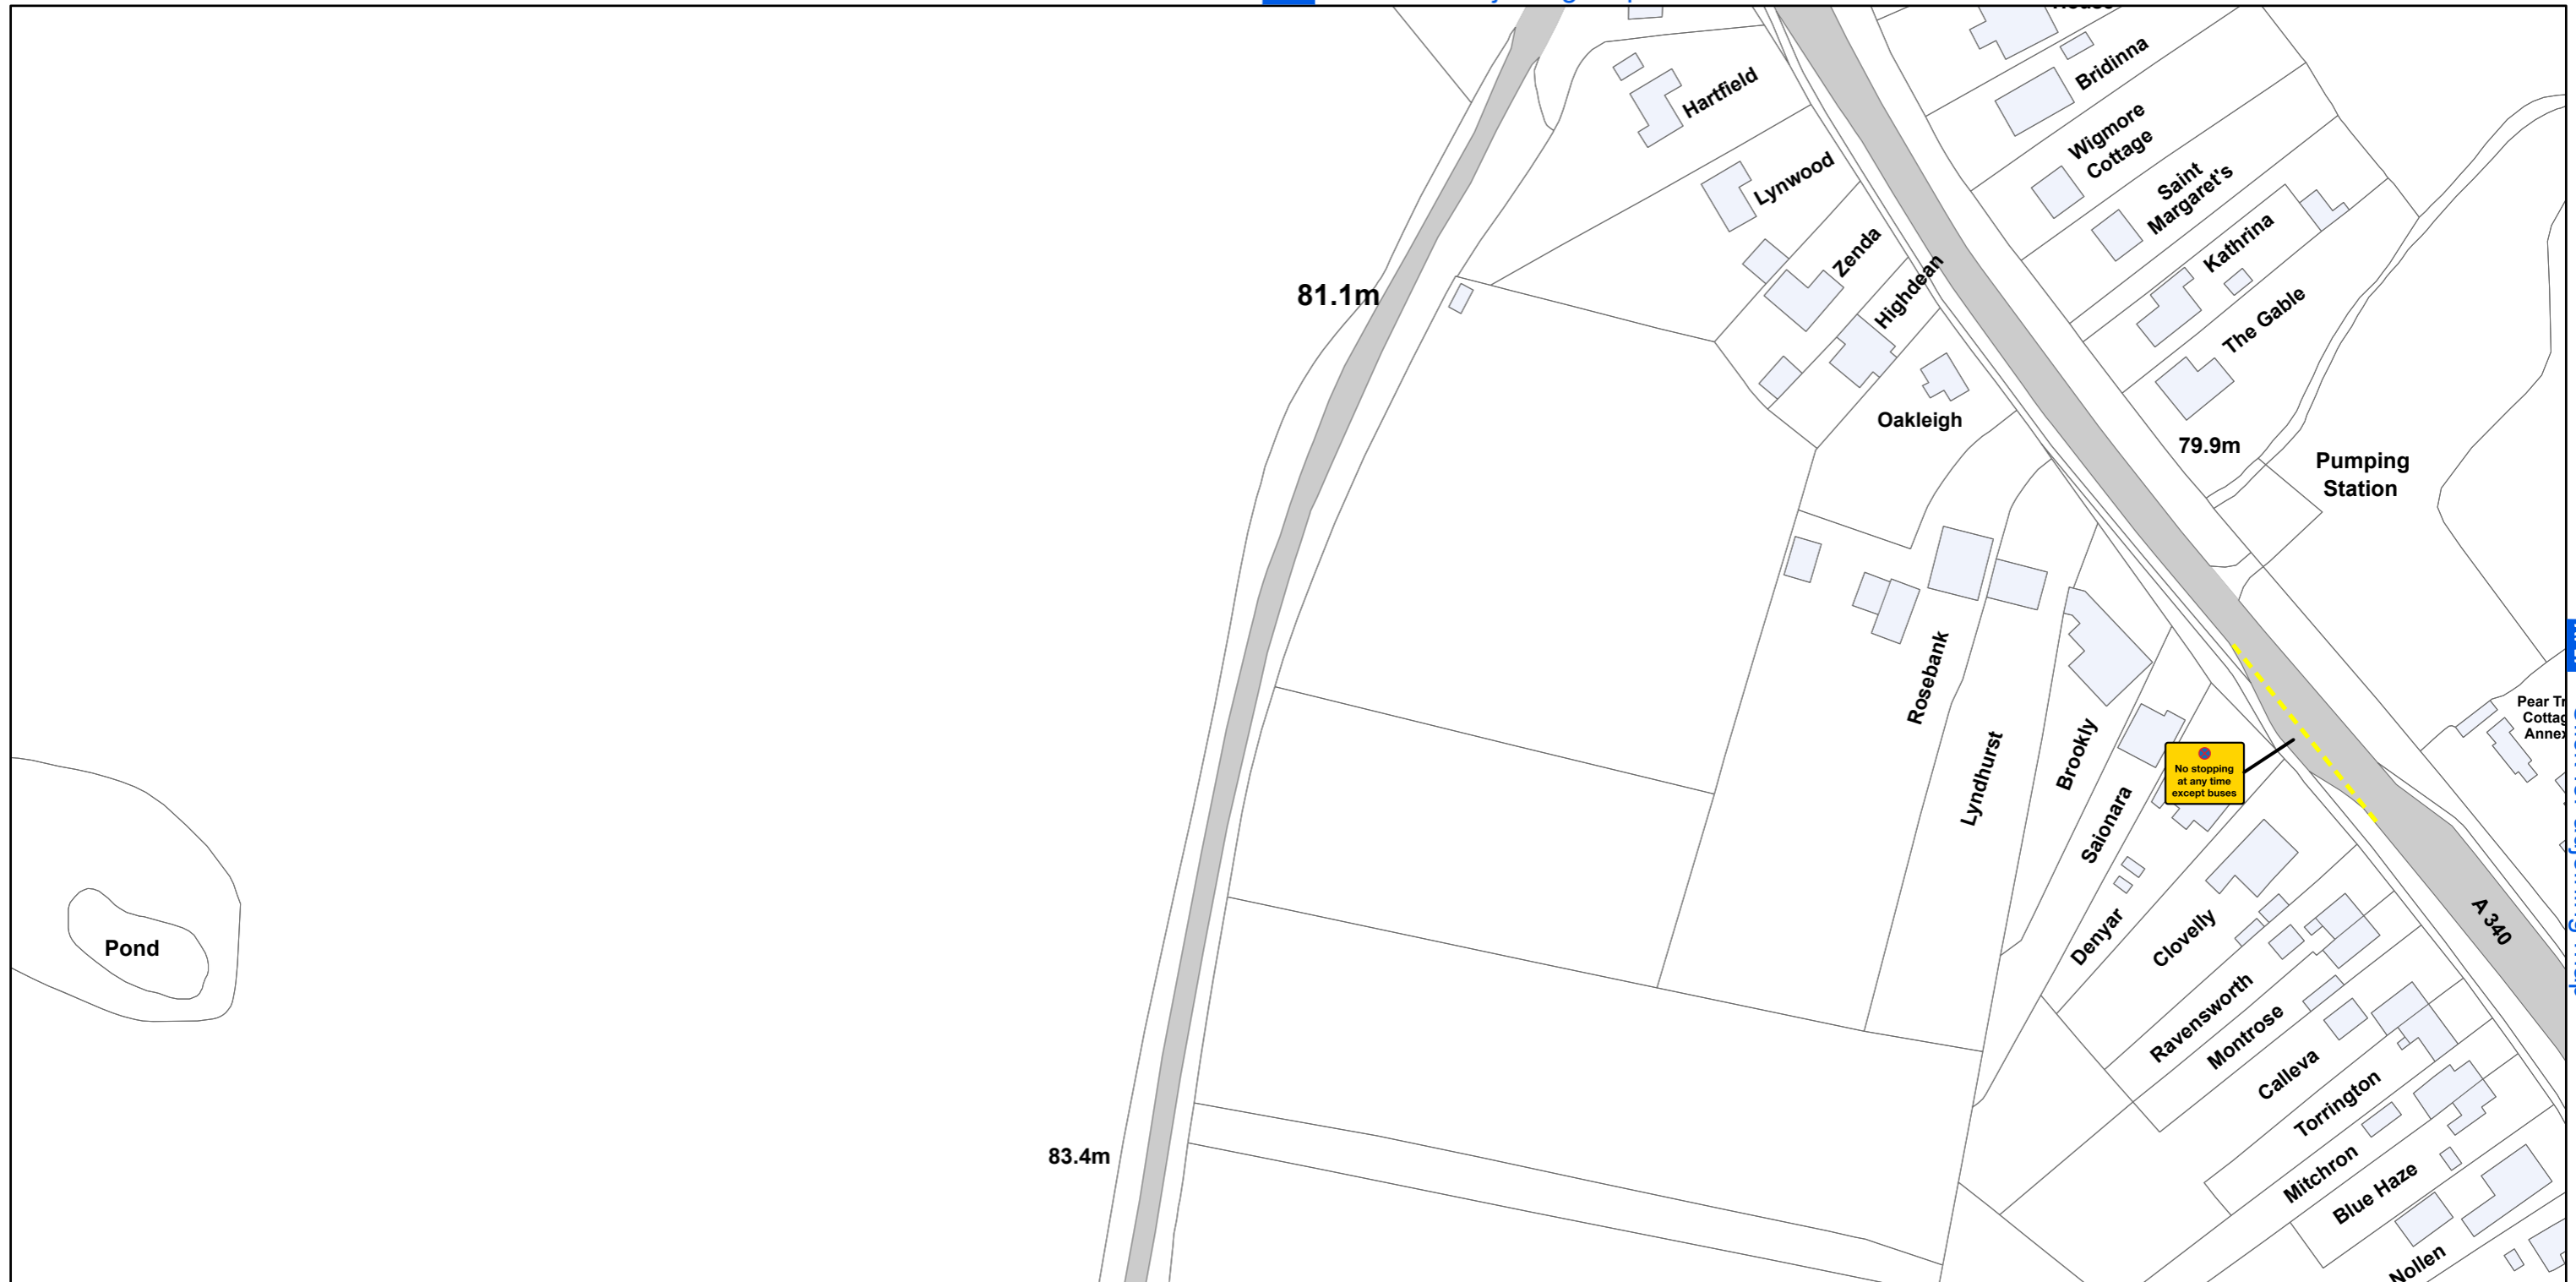 Bridinna
Hartfield
Wigmore
Cottage
Lynwood
Saint
Margaret's
Zenda
Kathrina
Highdean
81.1m
The Gable
Oakleigh
79.9m
Pumping
Station
Rosebank
Lyndhurst
Brookly
Saionara
No stopping
at any time
except buses
Denyar
Clovelly
A 340
Pond
Ravensworth
Montrose
Calleva
Torrington
83.4m
Mitchron
Blue Haze
Nollen